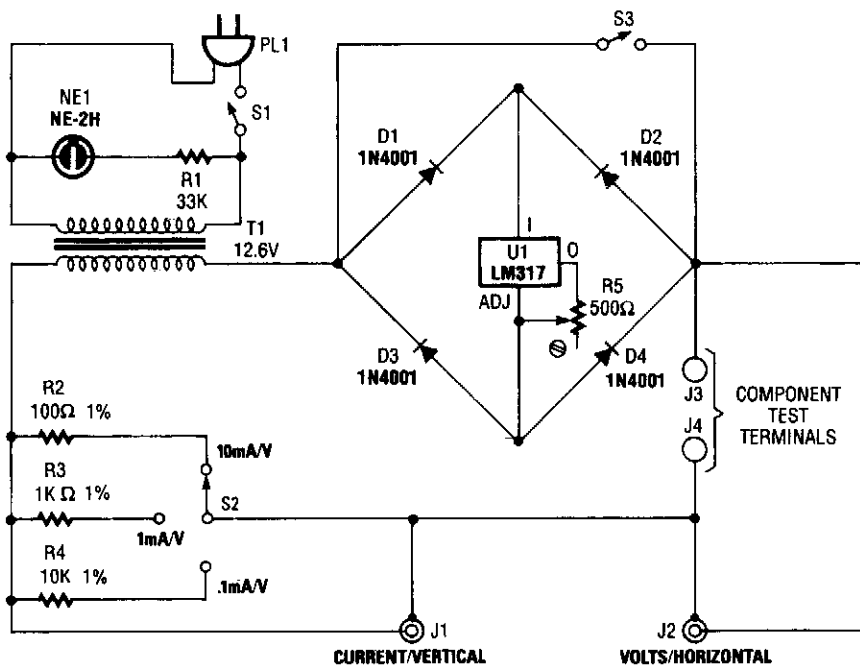 PL1
S3
NE1
NE-2H
S1
R1
33K
T1
12.6V
D1
1N4001
D2
1N4001
I
U1
LM317
O
ADJ
R5
500Ω
D3
1N4001
D4
1N4001
J3
J4
COMPONENT
TEST
TERMINALS
R2
100Ω 1%
10mA/V
R3
1K Ω 1%
1mA/V
S2
R4
10K 1%
.1mA/V
J1
CURRENT/VERTICAL
J2
VOLTS/HORIZONTAL